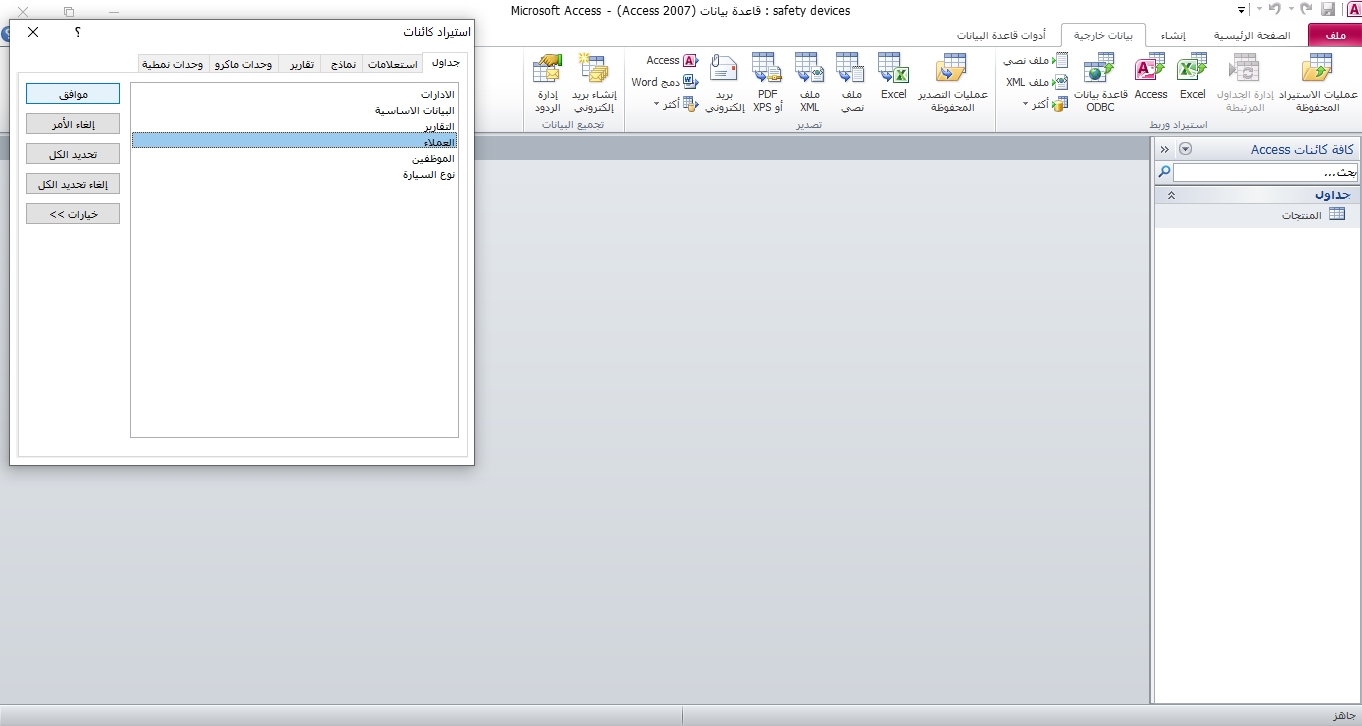 safety devices : قاعدة بيانات (Access 2007) - Microsoft Access
ملف
الصفحة الرئيسية
إنشاء
بيانات خارجية
أدوات قاعدة البيانات
عمليات الاستيراد المحفوظة
إدارة الجداول المرتبطة
Excel
Access
قاعدة بيانات ODBC
ملف نصي
ملف XML
أكثر
استيراد وربط
عمليات التصدير المحفوظة
Excel
ملف نصي
ملف XML
PDF أو XPS
بريد إلكتروني
Access
دمج Word
أكثر
تصدير
إنشاء بريد إلكتروني
إدارة الردود
تجميع البيانات
كافة كائنات Access
بحث...
جداول
المنتجات
استيراد كائنات
؟
جداول
استعلامات
نماذج
تقارير
وحدات ماكرو
وحدات نمطية
الادارات
البيانات الاساسية
التقارير
العملاء
الموظفين
نوع السيارة
موافق
إلغاء الأمر
تحديد الكل
إلغاء تحديد الكل
خيارات >>
جاهز